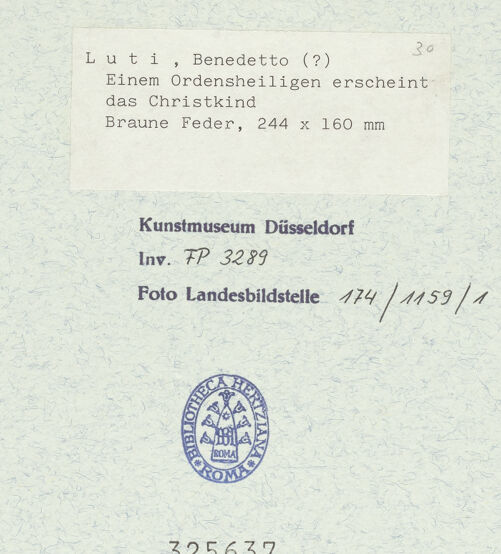 30
L u t i , Benedetto (?)
Einem Ordensheiligen erscheint
das Christkind
Braune Feder, 244 x 160 mm
Kunstmuseum Düsseldorf
Inv. FP 3289
Foto Landesbildstelle 174/1159/1
BIBLIOTHECA HERTZIANA
ROMA
ROMA
325637